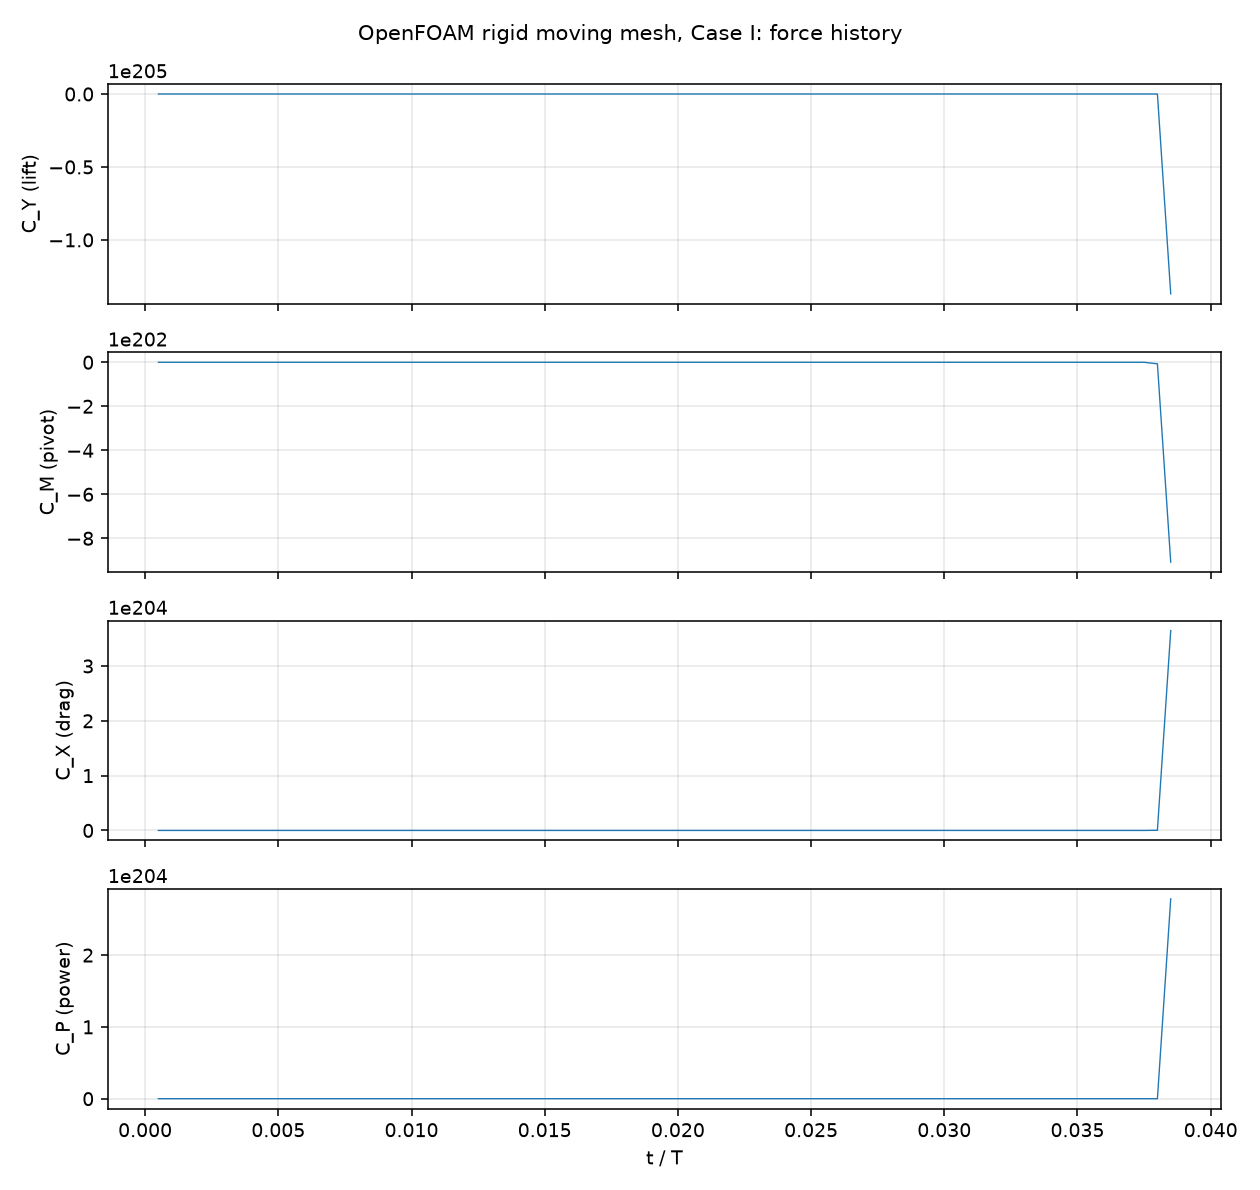 OpenFOAM rigid moving mesh, Case I: force history
1e205
0.0
−0.5
−1.0
C_Y (lift)
1e202
0
−2
−4
−6
−8
C_M (pivot)
1e204
3
2
1
0
C_X (drag)
1e204
2
1
0
C_P (power)
0.000 0.005 0.010 0.015 0.020 0.025 0.030 0.035 0.040
t / T